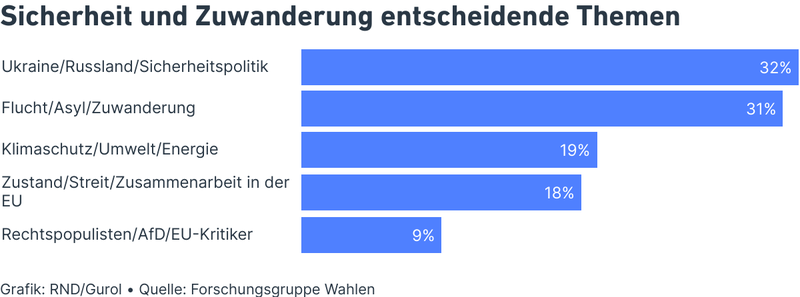 Sicherheit und Zuwanderung entscheidende Themen
Ukraine/Russland/Sicherheitspolitik 32%
Flucht/Asyl/Zuwanderung 31%
Klimaschutz/Umwelt/Energie 19%
Zustand/Streit/Zusammenarbeit in der
EU 18%
Rechtspopulisten/AfD/EU-Kritiker 9%
Grafik: RND/Gurol • Quelle: Forschungsgruppe Wahlen